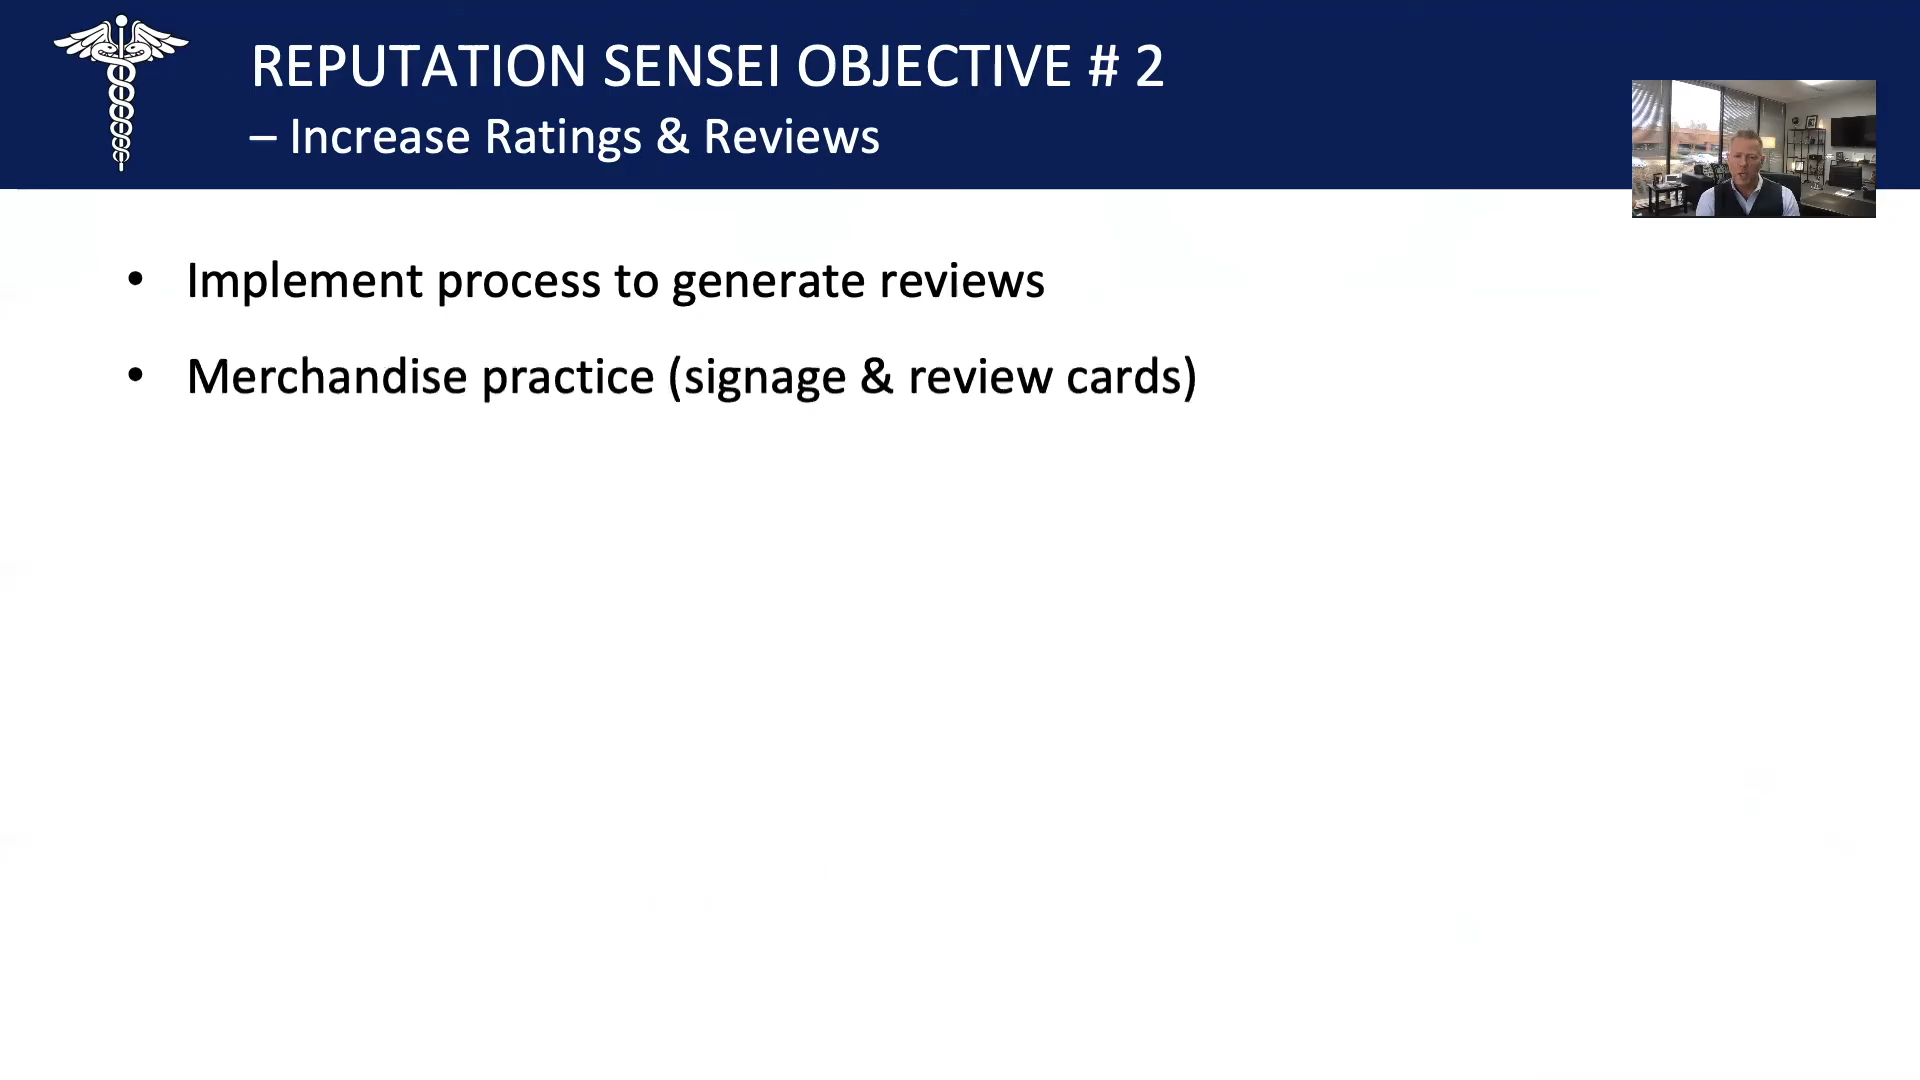 REPUTATION SENSEI OBJECTIVE # 2
– Increase Ratings & Reviews
• Implement process to generate reviews
• Merchandise practice (signage & review cards)